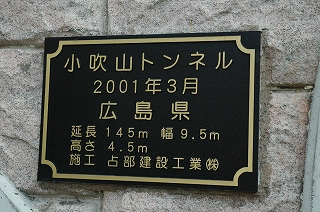 小吹山トンネル
2001年3月
広島県
延長 145m 幅 9.5m
高さ 4.5m
施工 占部建設工業㈱